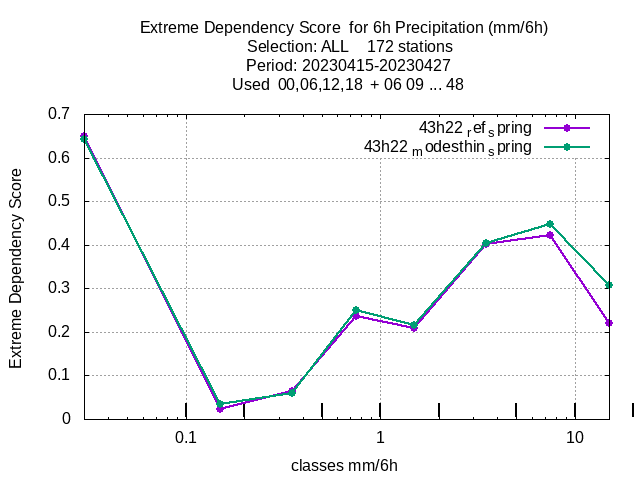 Extreme Dependency Score  for 6h Precipitation (mm/6h)
Selection: ALL    172 stations
Period: 20230415-20230427
Used  00,06,12,18  + 06 09 ... 48
43h22 ref spring
43h22 modesthin spring
0.7
0.6
0.5
0.4
0.3
0.2
0.1
0
Extreme Dependency Score
0.1
1
10
classes mm/6h